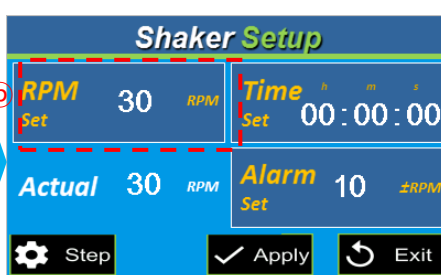 Shaker Setup
RPM Set 30 RPM
Time Set h m s 00:00:00
Actual 30 RPM
Alarm Set 10 ±RPM
Step Apply Exit